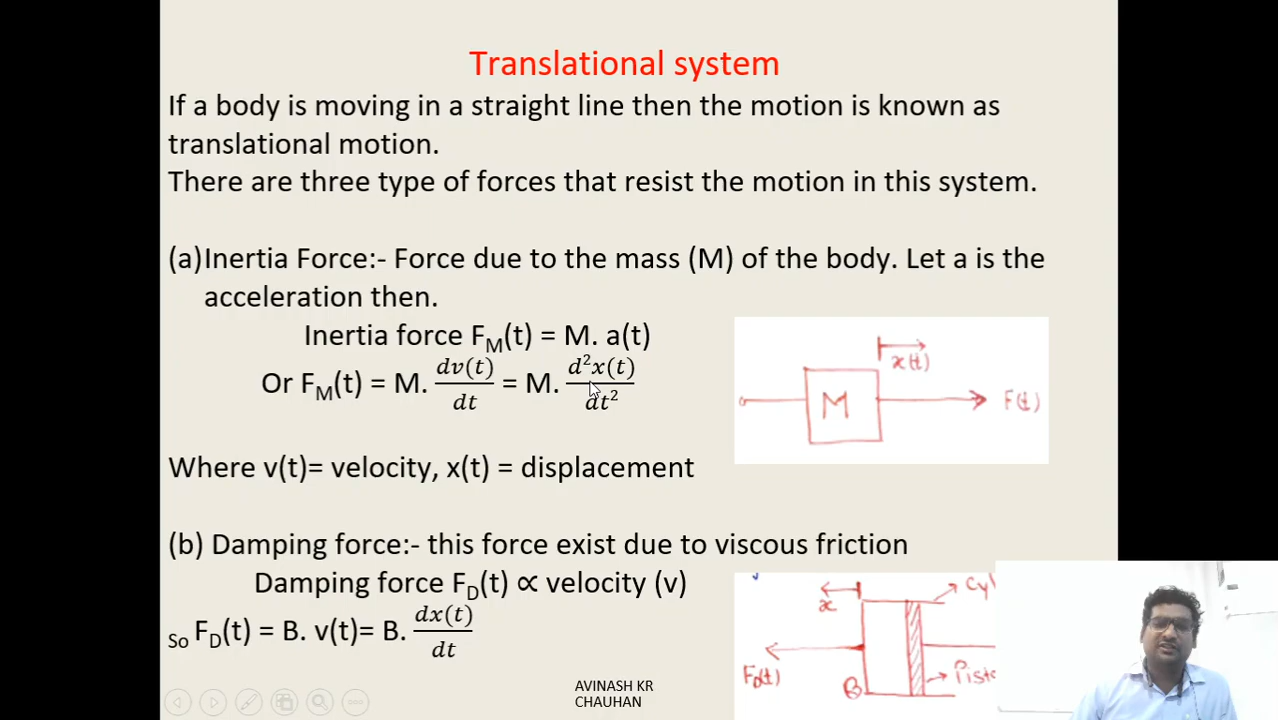 Translational system
If a body is moving in a straight line then the motion is known as
translational motion.
There are three type of forces that resist the motion in this system.
(a)Inertia Force:- Force due to the mass (M) of the body. Let a is the
acceleration then.
Inertia force F_M(t) = M. a(t)
Or F_M(t) = M. dv(t)/dt = M. d²x(t)/dt²
x(t)
M
F(t)
Where v(t)= velocity, x(t) = displacement
(b) Damping force:- this force exist due to viscous friction
Damping force F_D(t) ∝ velocity (v)
So F_D(t) = B. v(t)= B. dx(t)/dt
x
F_D(t)
B
AVINASH KR
CHAUHAN